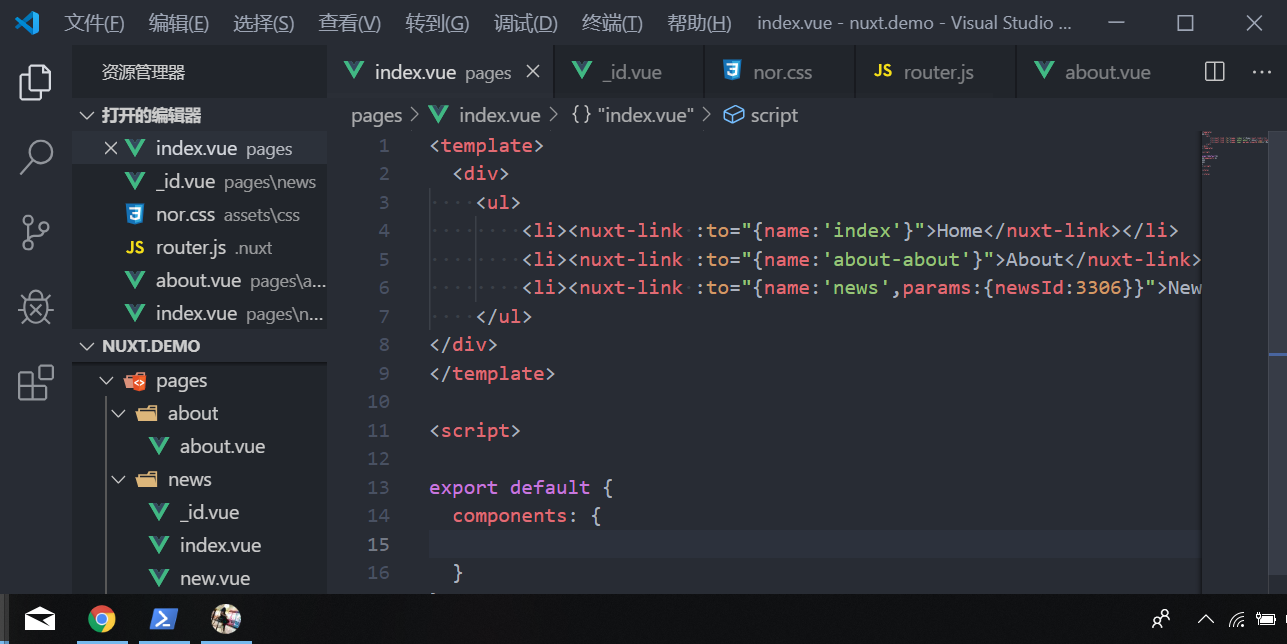 文件(F) 编辑(E) 选择(S) 查看(V) 转到(G) 调试(D) 终端(T) 帮助(H) index.vue - nuxt.demo - Visual Studio ...
资源管理器
打开的编辑器
index.vue pages
_id.vue pages\news
nor.css assets\css
JS router.js .nuxt
about.vue pages\a...
index.vue pages\n...
NUXT.DEMO
pages
about
about.vue
news
_id.vue
index.vue
new.vue
index.vue pages _id.vue nor.css JS router.js about.vue
pages > index.vue > {} "index.vue" > script
1 <template>
2 <div>
3 <ul>
4 <li><nuxt-link :to="{name:'index'}">Home</nuxt-link></li>
5 <li><nuxt-link :to="{name:'about-about'}">About</nuxt-link>
6 <li><nuxt-link :to="{name:'news',params:{newsId:3306}}">New
7 </ul>
8 </div>
9 </template>
10
11 <script>
12
13 export default {
14 components: {
15
16 }